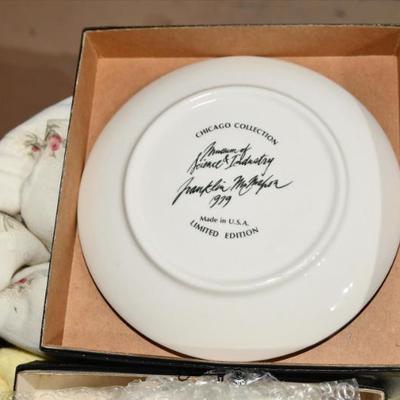 CHICAGO COLLECTION
Museum of
Science & Industry
Franklin McMahon
1979
Made in U.S.A.
LIMITED EDITION